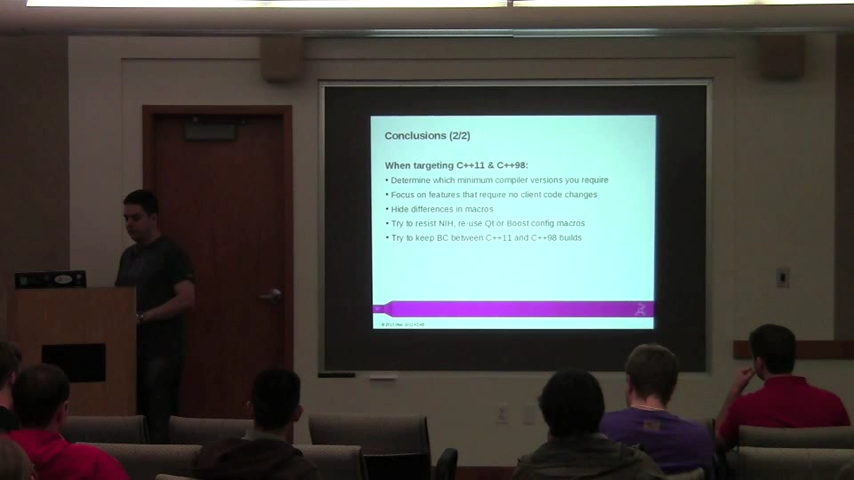 Conclusions (2/2)
When targeting C++11 & C++98:
• Determine which minimum compiler versions you require
• Focus on features that require no client code changes
• Hide differences in macros
• Try to resist NIH, re-use Qt or Boost config macros
• Try to keep BC between C++11 and C++98 builds